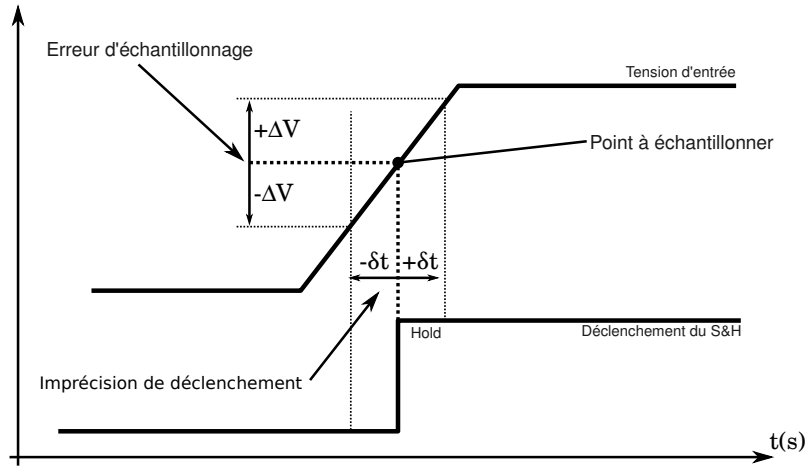 Erreur d'échantillonnage
Tension d'entrée
+ΔV
Point à échantillonner
-ΔV
-δt
+δt
Hold
Déclenchement du S&H
Imprécision de déclenchement
t(s)